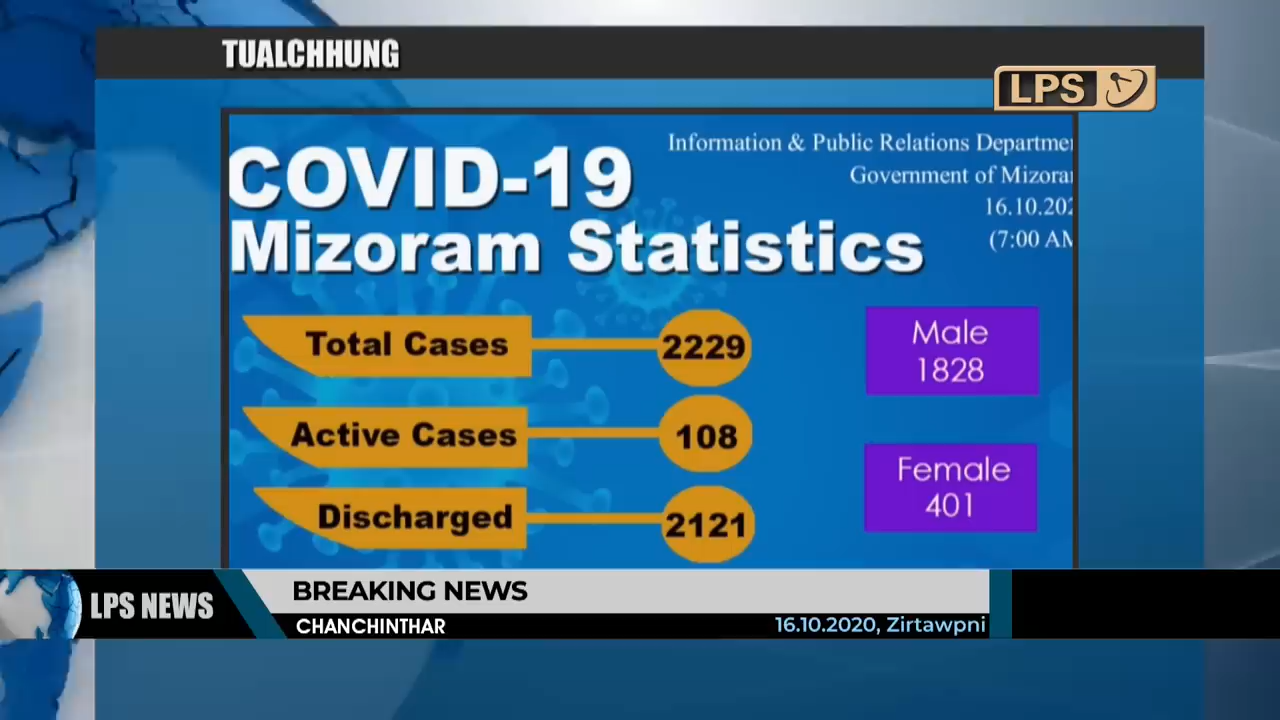 TUALCHHUNG
LPS
Information & Public Relations Departme
Government of Mizora
16.10.202
(7:00 AM
COVID-19
Mizoram Statistics
Total Cases 2229
Male
1828
Active Cases 108
Female
401
Discharged 2121
LPS NEWS
BREAKING NEWS
CHANCHINTHAR
16.10.2020, Zirtawpni